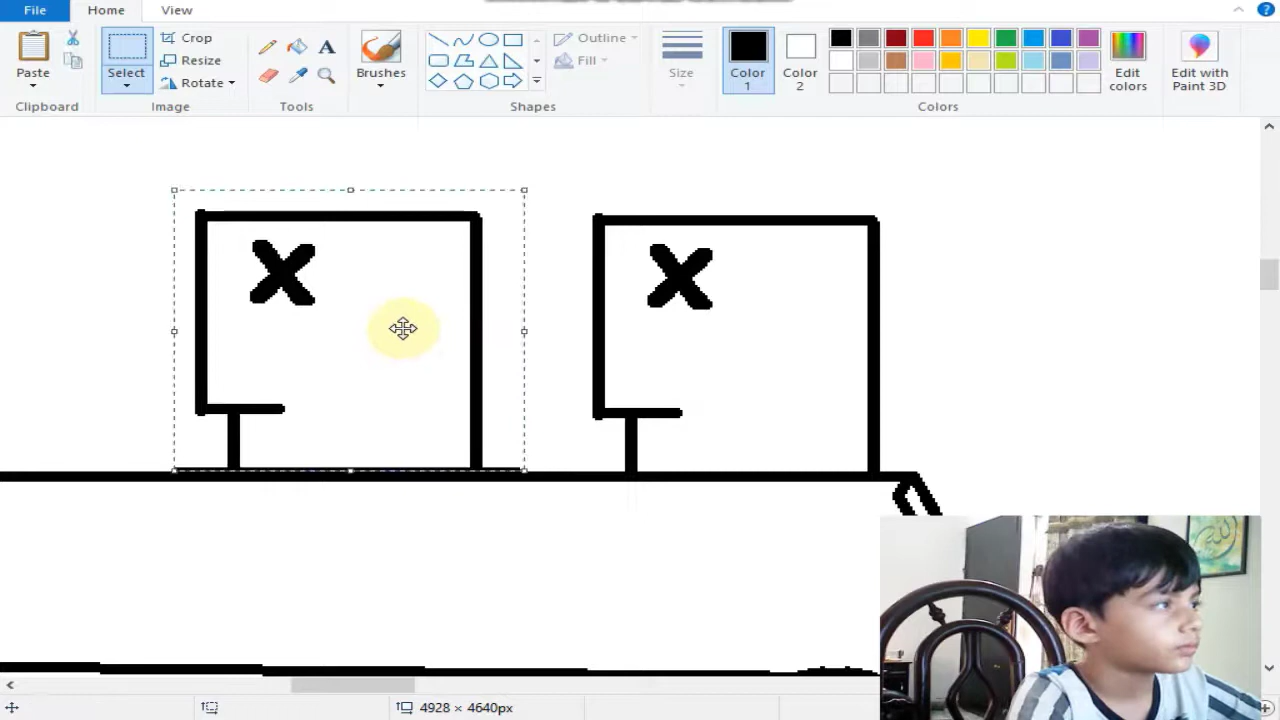 File Home View
Paste
Select
Crop
Resize
Rotate
Brushes
Outline
Fill
Size
Color 1
Color 2
Edit colors
Edit with Paint 3D
Clipboard Image Tools Shapes Colors
4928 × 4640px